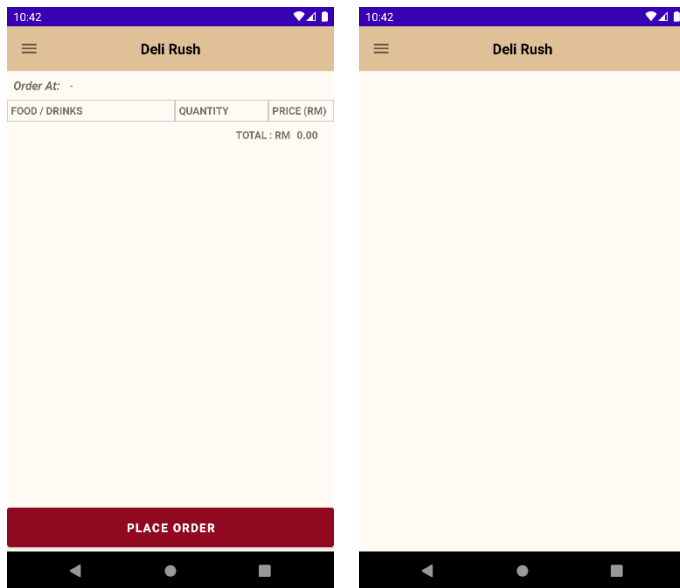 10:42
Deli Rush
Order At: -
FOOD / DRINKS QUANTITY PRICE (RM)
TOTAL : RM 0.00
PLACE ORDER
10:42
Deli Rush